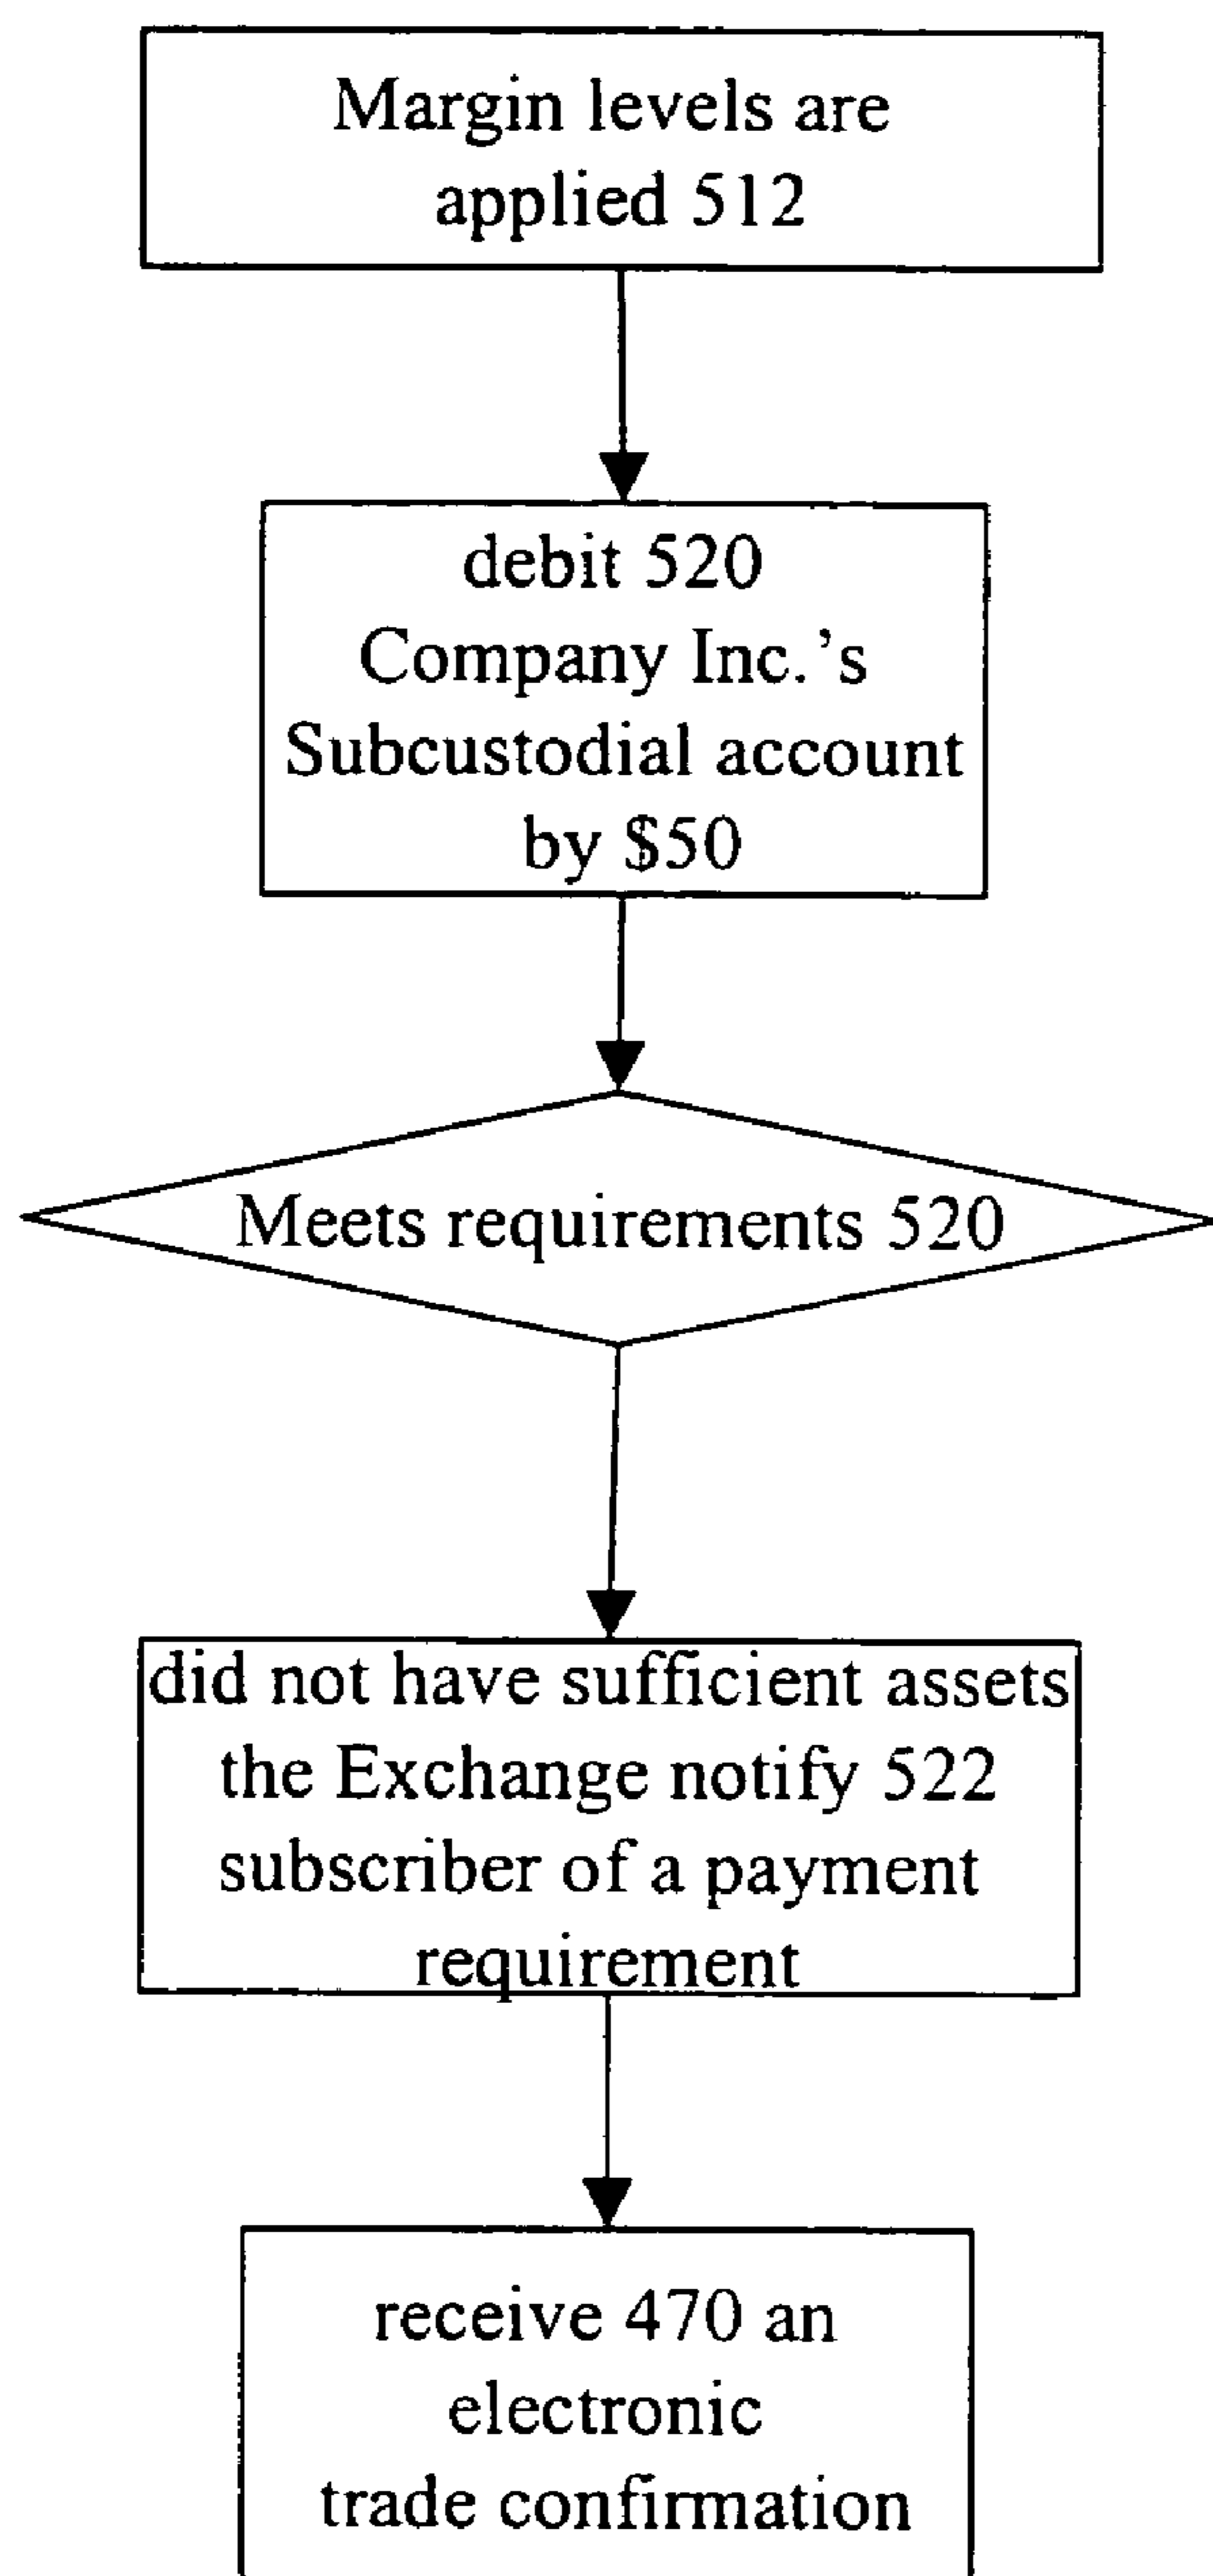 Margin levels are
applied 512
debit 520
Company Inc.'s
Subcustodial account
by $50
Meets requirements 520
did not have sufficient assets
the Exchange notify 522
subscriber of a payment
requirement
receive 470 an
electronic
trade confirmation